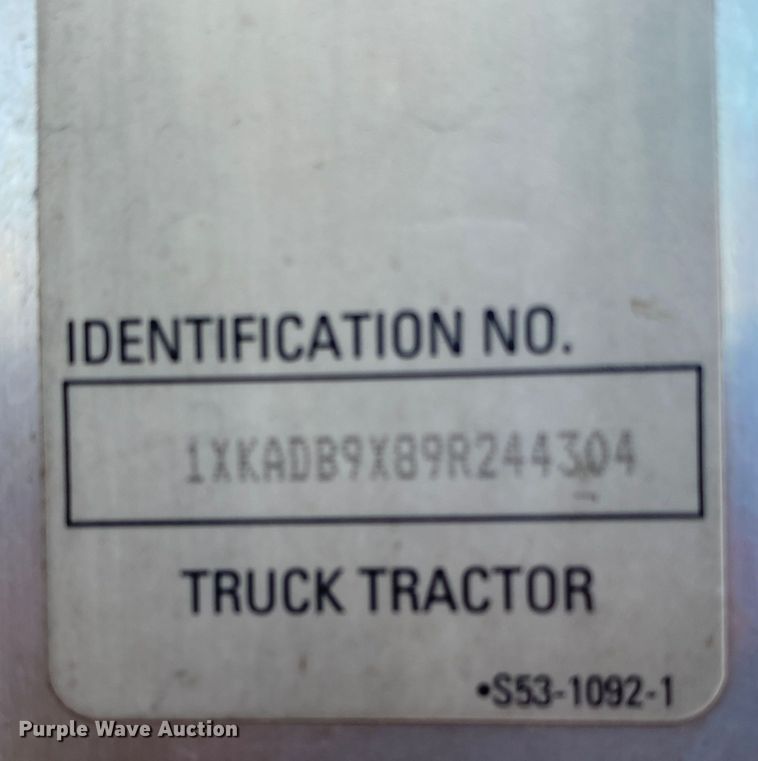 IDENTIFICATION NO.
1XKADB9X89R244304
TRUCK TRACTOR
•S53-1092-1
Purple Wave Auction